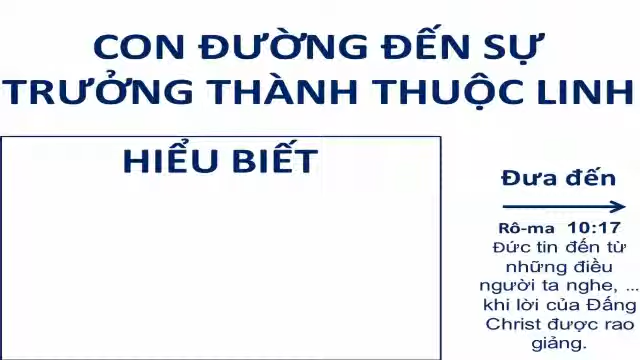 CON ĐƯỜNG ĐẾN SỰ
TRƯỞNG THÀNH THUỘC LINH
HIỂU BIẾT
Đưa đến
Rô-ma 10:17
Đức tin đến từ
những điều
người ta nghe, ...
khi lời của Đấng
Christ được rao
giảng.